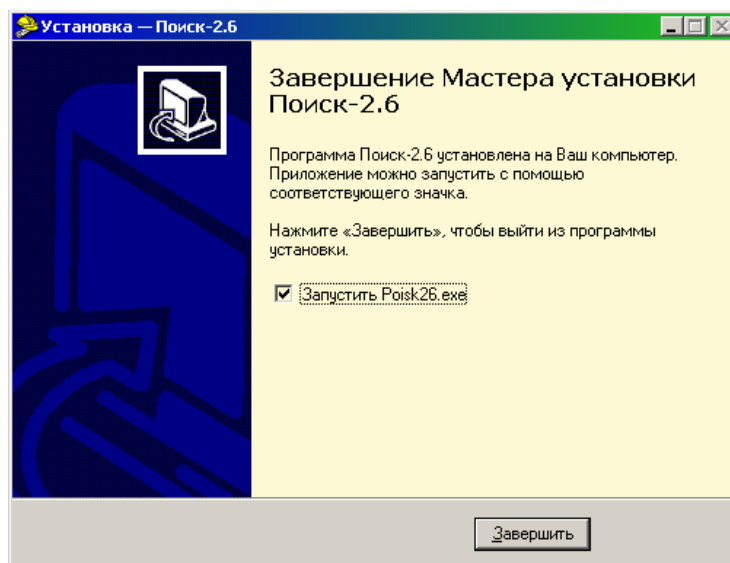 Установка — Поиск-2.6
Завершение Мастера установки
Поиск-2.6
Программа Поиск-2.6 установлена на Ваш компьютер.
Приложение можно запустить с помощью
соответствующего значка.
Нажмите «Завершить», чтобы выйти из программы
установки.
Запустить Poisk26.exe
Завершить